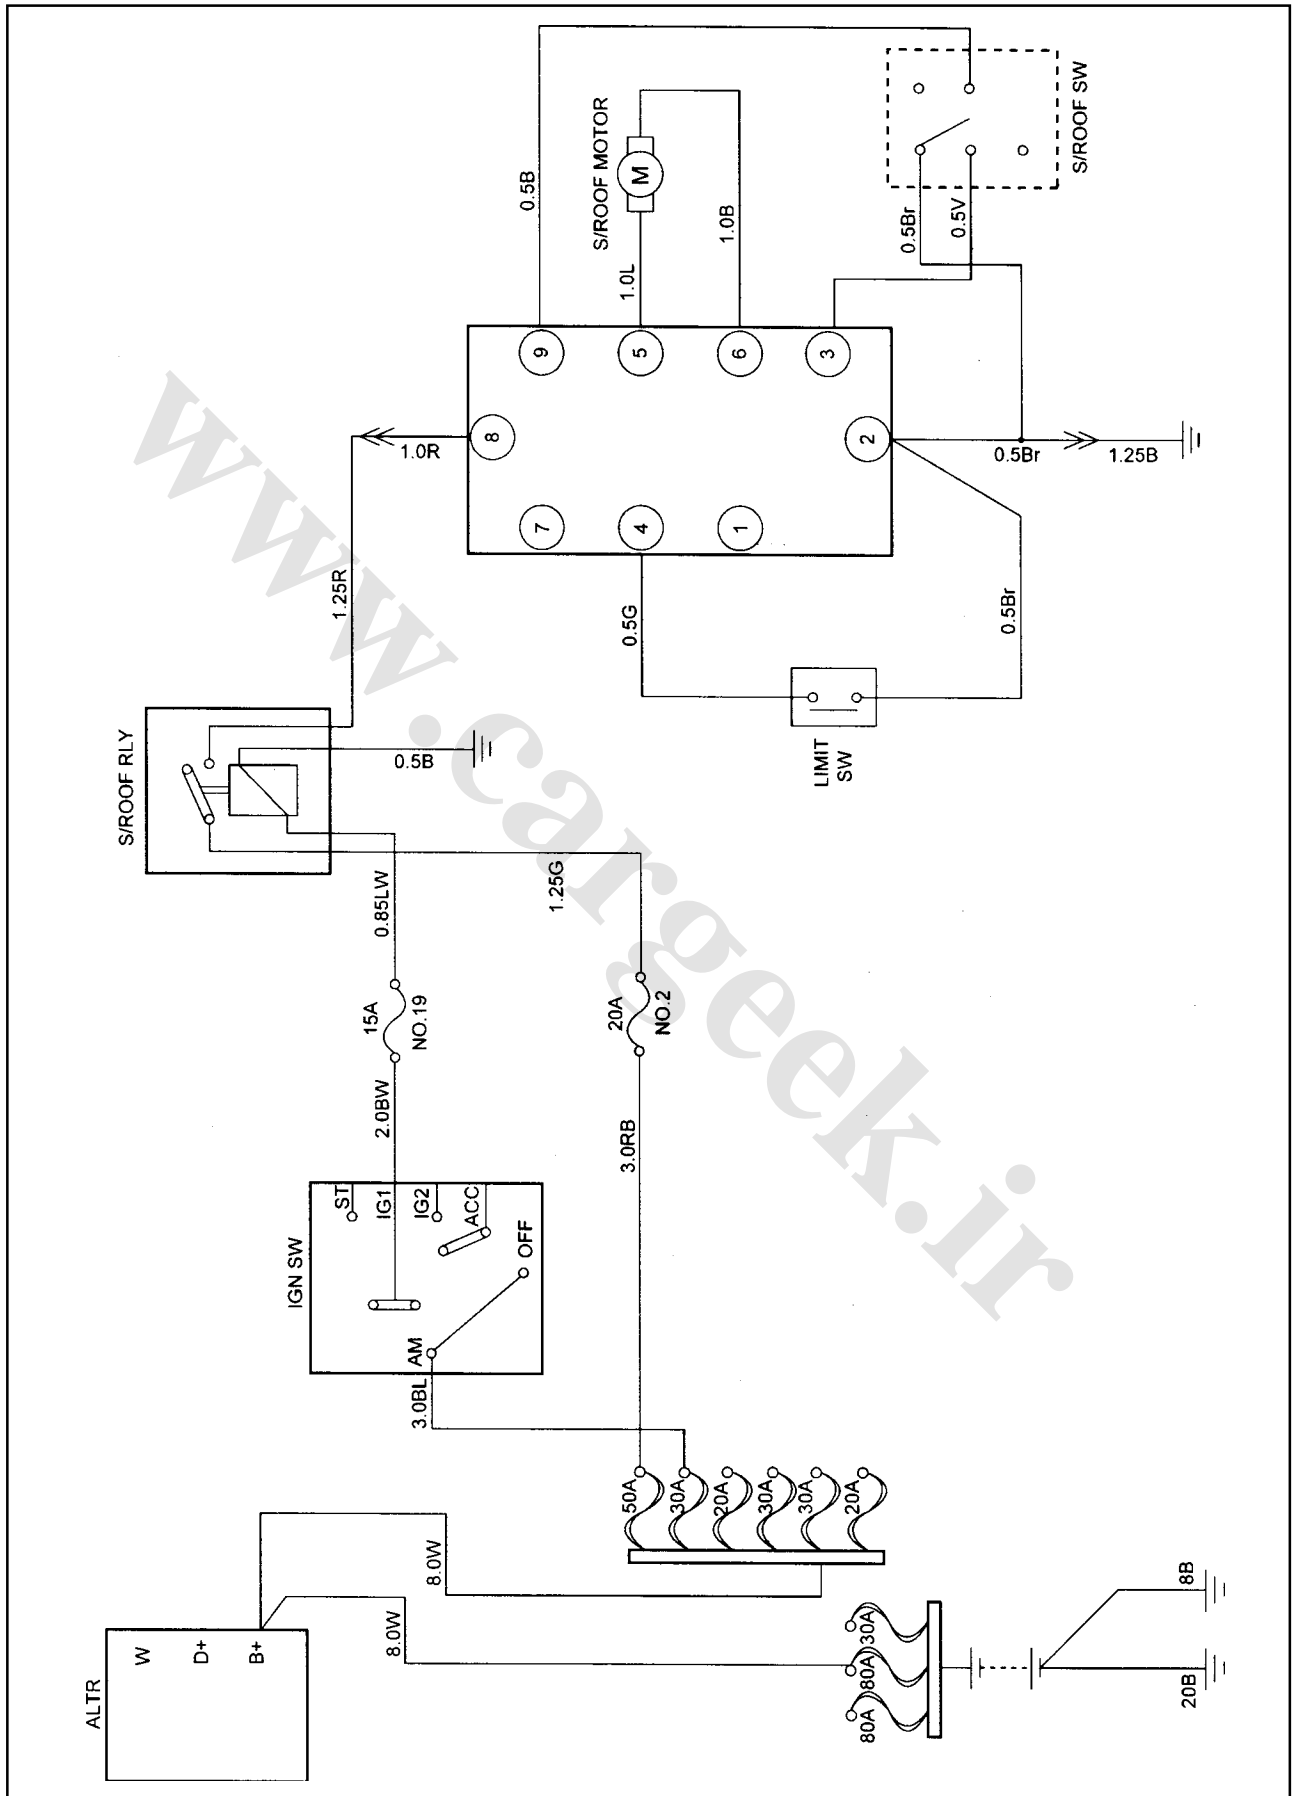 S/ROOF SW
S/ROOF MOTOR
M
0.5B
1.0L
1.0B
0.5Br
0.5V
9
5
6
3
8
2
7
4
1
1.0R
0.5Br
1.25B
1.25R
0.5G
0.5Br
LIMIT
SW
S/ROOF RLY
0.5B
0.85LW
1.25G
15A
NO.19
20A
NO.2
2.0BW
3.0RB
IGN SW
ST
IG1
IG2
ACC
OFF
AM
3.0BL
50A
30A
20A
30A
30A
20A
8.0W
8.0W
ALTR
W
D+
B+
80A
80A
30A
8B
20B
www.cargeek.ir